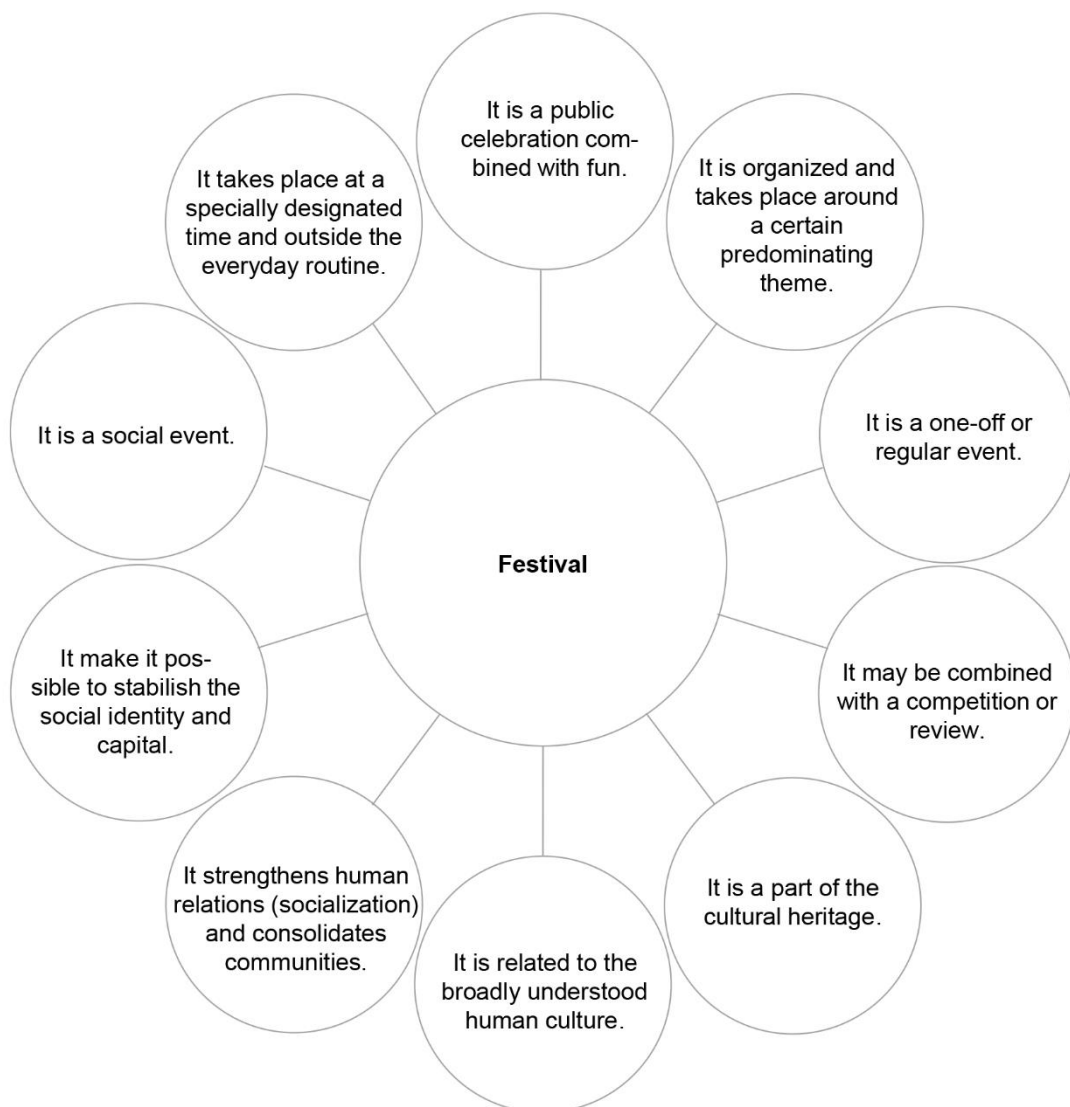 It is a public
celebration com-
bined with fun.
It is organized and
takes place around
a certain
predominating
theme.
It is a one-off or
regular event.
It may be combined
with a competition or
review.
It is a part of the
cultural heritage.
It is related to the
broadly understood
human culture.
It strengthens human
relations (socialization)
and consolidates
communities.
It make it pos-
sible to stabilish the
social identity and
capital.
It is a social event.
It takes place at a
specially designated
time and outside the
everyday routine.
Festival